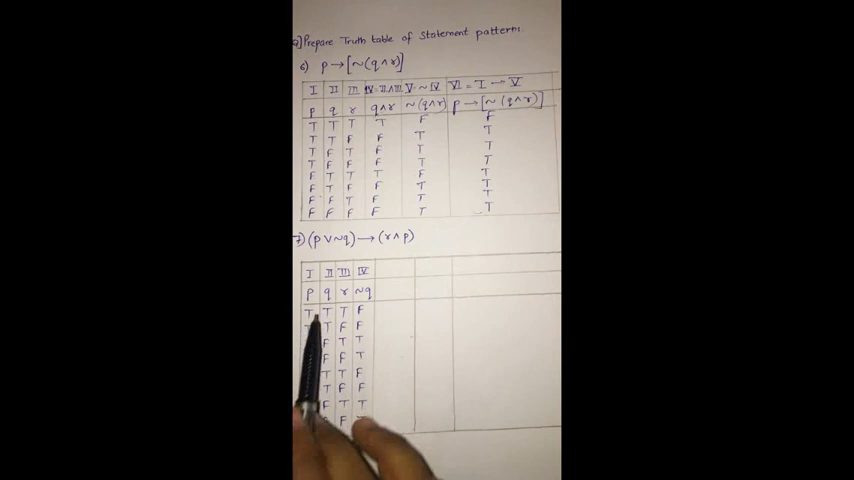 Q] Prepare Truth table of Statement patterns.
6) p → [~(q ∧ r)]
I II III IV = II ∧ III V = ~ IV VI = I → V
p q r q ∧ r ~(q ∧ r) p → [~(q ∧ r)]
T T T T F F
T T F F T T
T F T F T T
T F F F T T
F T T T F T
F T F F T T
F F T F T T
F F F F T T
7) (p ∨ ~q) → (r ∧ p)
I II III IV
p q r ~q
T T T F
T F F
F T T
F F T
T T F
T F F
F T T
F